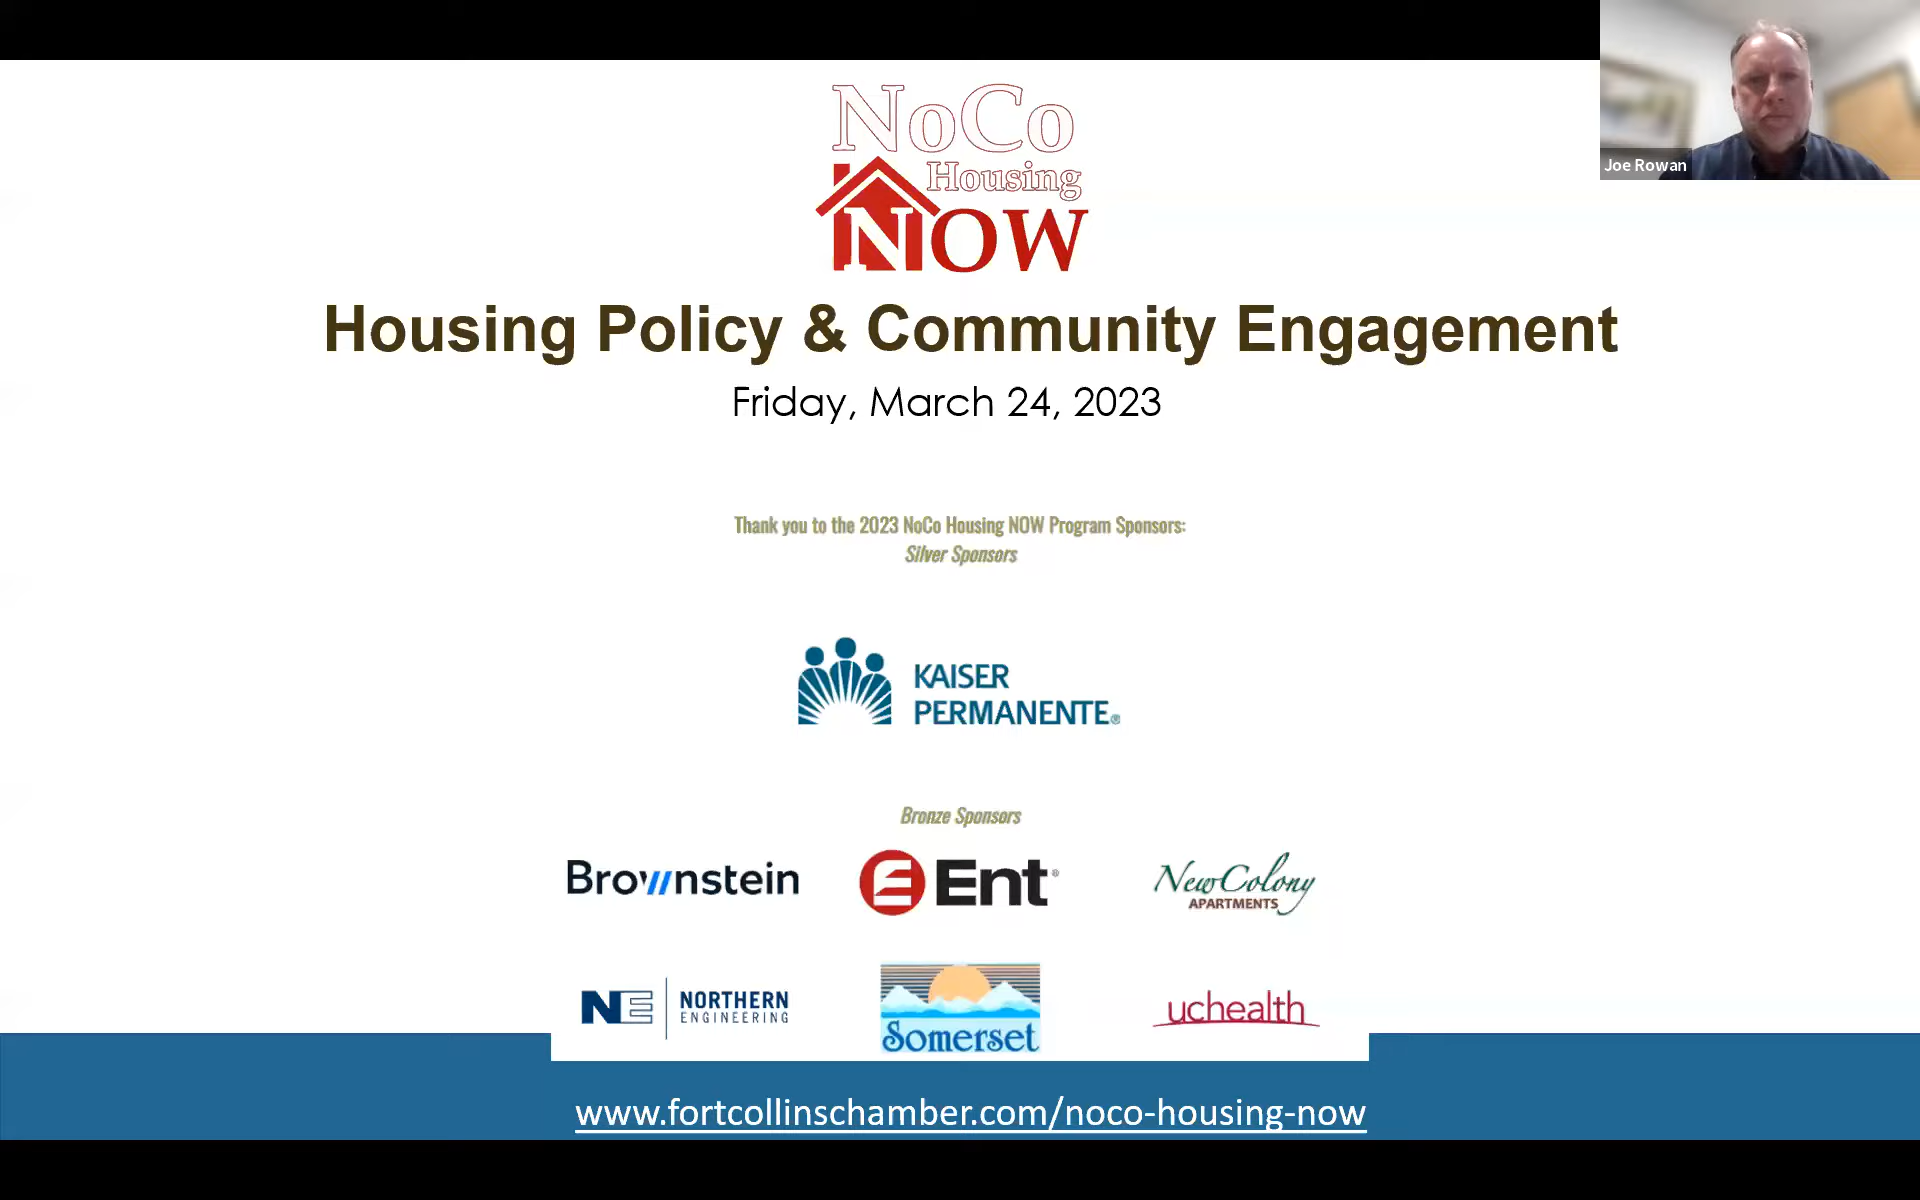 NoCo
Housing
NOW
Joe Rowan
Housing Policy & Community Engagement
Friday, March 24, 2023
Thank you to the 2023 NoCo Housing NOW Program Sponsors:
Silver Sponsors
KAISER
PERMANENTE®
Bronze Sponsors
Brownstein
Ent®
New Colony
APARTMENTS
NE
NORTHERN
ENGINEERING
Somerset
uchealth
www.fortcollinschamber.com/noco-housing-now